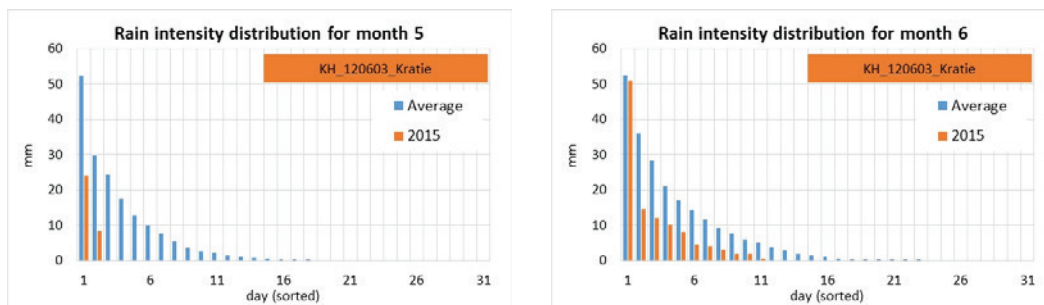 Rain intensity distribution for month 5
60
50
40
30
20
10
0
mm
KH_120603_Kratie
Average
2015
1 6 11 16 21 26 31
day (sorted)
Rain intensity distribution for month 6
60
50
40
30
20
10
0
mm
KH_120603_Kratie
Average
2015
1 6 11 16 21 26 31
day (sorted)